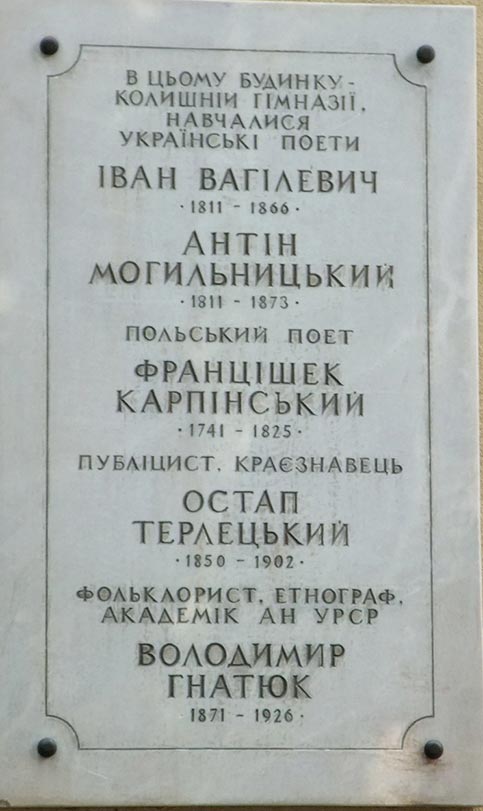 В ЦЬОМУ БУДИНКУ -
КОЛИШНІЙ ГІМНАЗІЇ,
НАВЧАЛИСЯ
УКРАЇНСЬКІ ПОЕТИ
ІВАН ВАГІЛЕВИЧ
· 1811 - 1866 ·
АНТІН
МОГИЛЬНИЦЬКИЙ
· 1811 - 1873 ·
ПОЛЬСЬКИЙ ПОЕТ
ФРАНЦІШЕК
КАРПІНСЬКИЙ
· 1741 - 1825 ·
ПУБЛІЦИСТ, КРАЄЗНАВЕЦЬ
ОСТАП
ТЕРЛЕЦЬКИЙ
· 1850 - 1902 ·
ФОЛЬКЛОРИСТ, ЕТНОГРАФ,
АКАДЕМІК АН УРСР
ВОЛОДИМИР
ГНАТЮК
1871 - 1926 ·